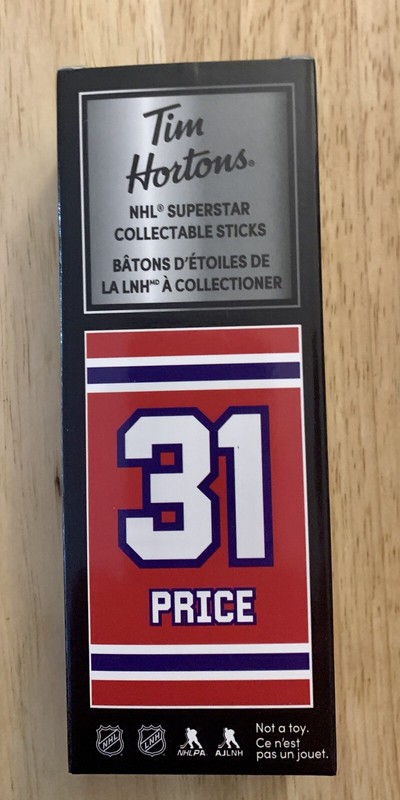 Tim
Hortons®
NHL® SUPERSTAR
COLLECTABLE STICKS
BÂTONS D'ÉTOILES DE
LA LNHᴹᴰ À COLLECTIONER
31
PRICE
NHL LNH NHLPA AJLNH
Not a toy.
Ce n'est
pas un jouet.